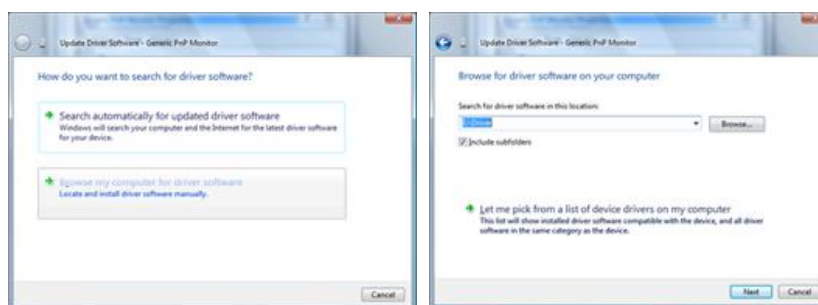 Update Driver Software - Generic PnP Monitor
How do you want to search for driver software?
Search automatically for updated driver software
Windows will search your computer and the Internet for the latest driver software
for your device.
Browse my computer for driver software
Locate and install driver software manually.
Cancel
Update Driver Software - Generic PnP Monitor
Browse for driver software on your computer
Search for driver software in this location:
Browse...
Include subfolders
Let me pick from a list of device drivers on my computer
This list will show installed driver software compatible with the device, and all driver
software in the same category as the device.
Next
Cancel